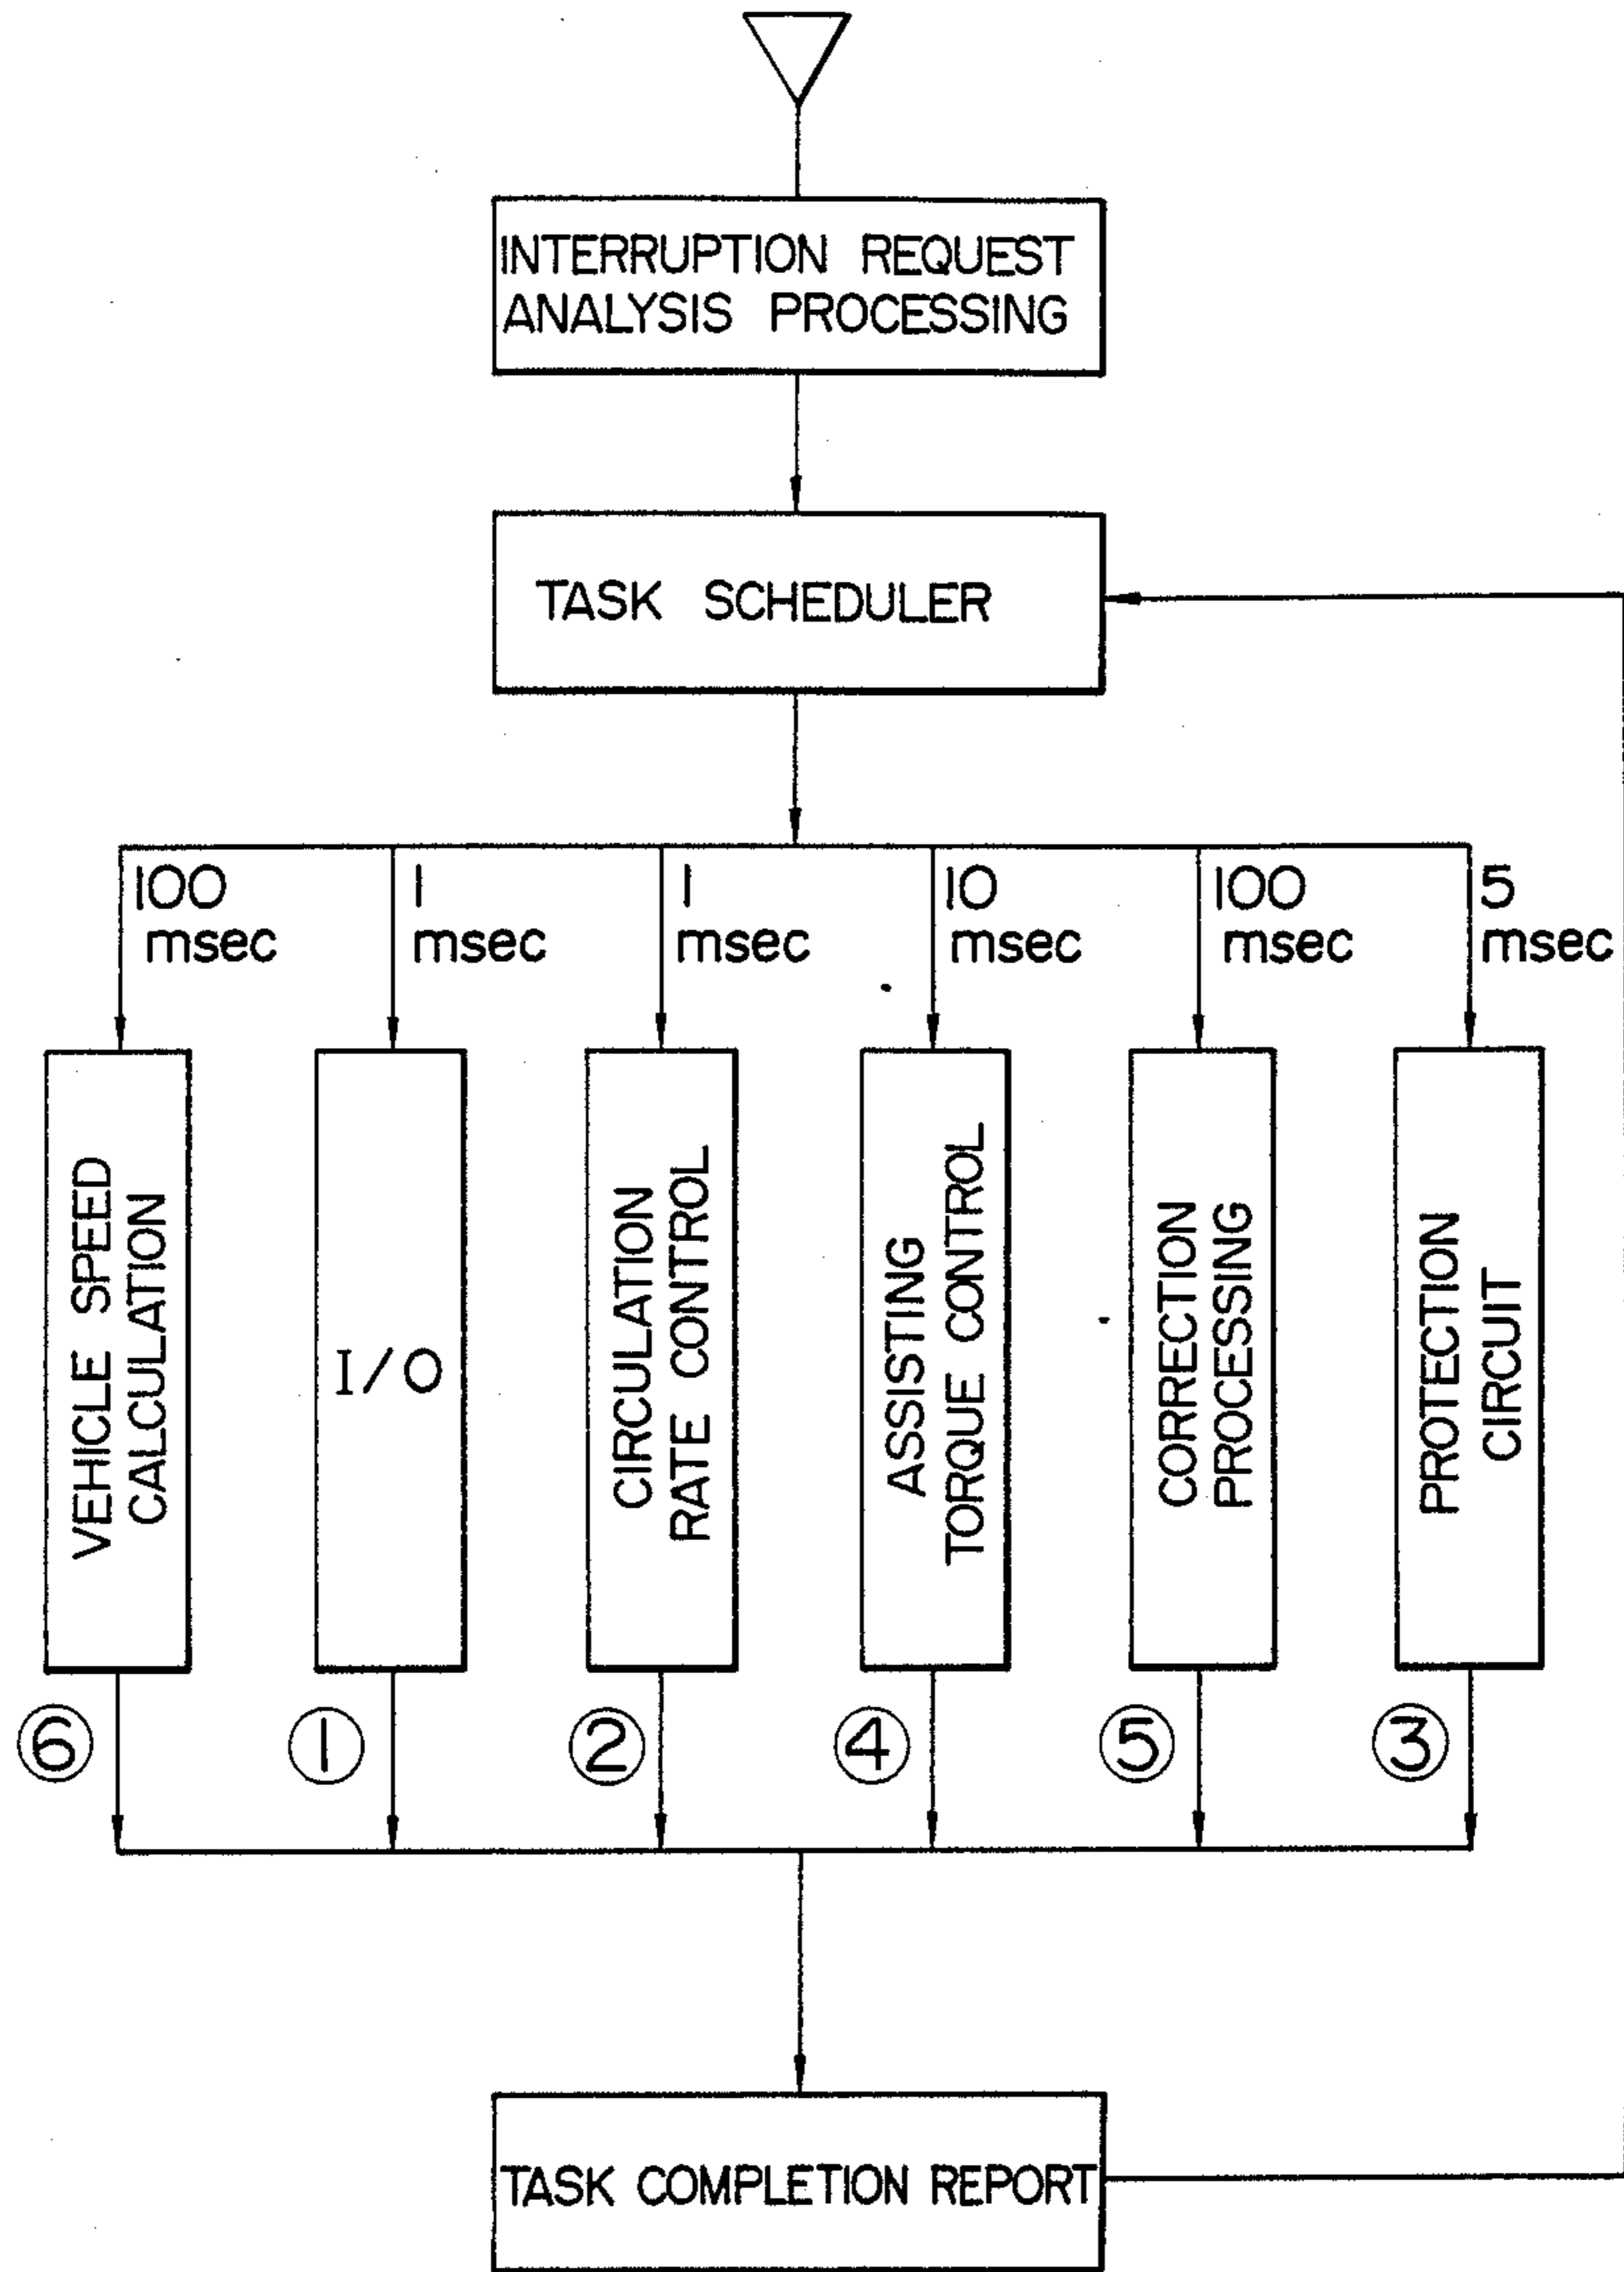 INTERRUPTION REQUEST
ANALYSIS PROCESSING
TASK SCHEDULER
100
msec
1
msec
1
msec
10
msec
100
msec
5
msec
VEHICLE SPEED
CALCULATION
I/O
CIRCULATION
RATE CONTROL
ASSISTING
TORQUE CONTROL
CORRECTION
PROCESSING
PROTECTION
CIRCUIT
⑥
①
②
④
⑤
③
TASK COMPLETION REPORT